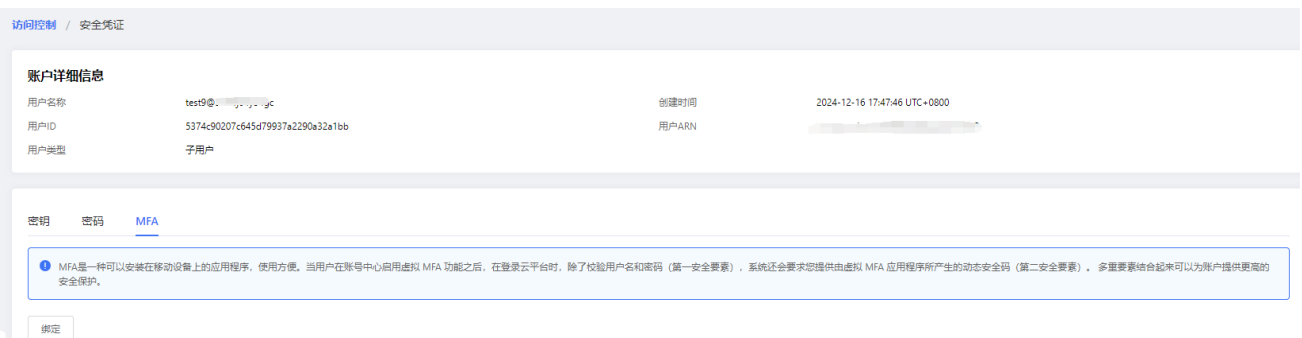 访问控制 / 安全凭证
账户详细信息
用户名称 test9@
创建时间 2024-12-16 17:47:46 UTC+0800
用户ID 5374c90207c645d79937a2290a32a1bb
用户ARN
用户类型 子用户
密钥 密码 MFA
MFA是一种可以安装在移动设备上的应用程序，使用方便。当用户在账号中心启用虚拟 MFA 功能之后，在登录云平台时，除了校验用户名和密码（第一安全要素），系统还会要求您提供由虚拟 MFA 应用程序所产生的动态安全码（第二安全要素）。 多重要素结合起来可以为账户提供更高的
安全保护。
绑定